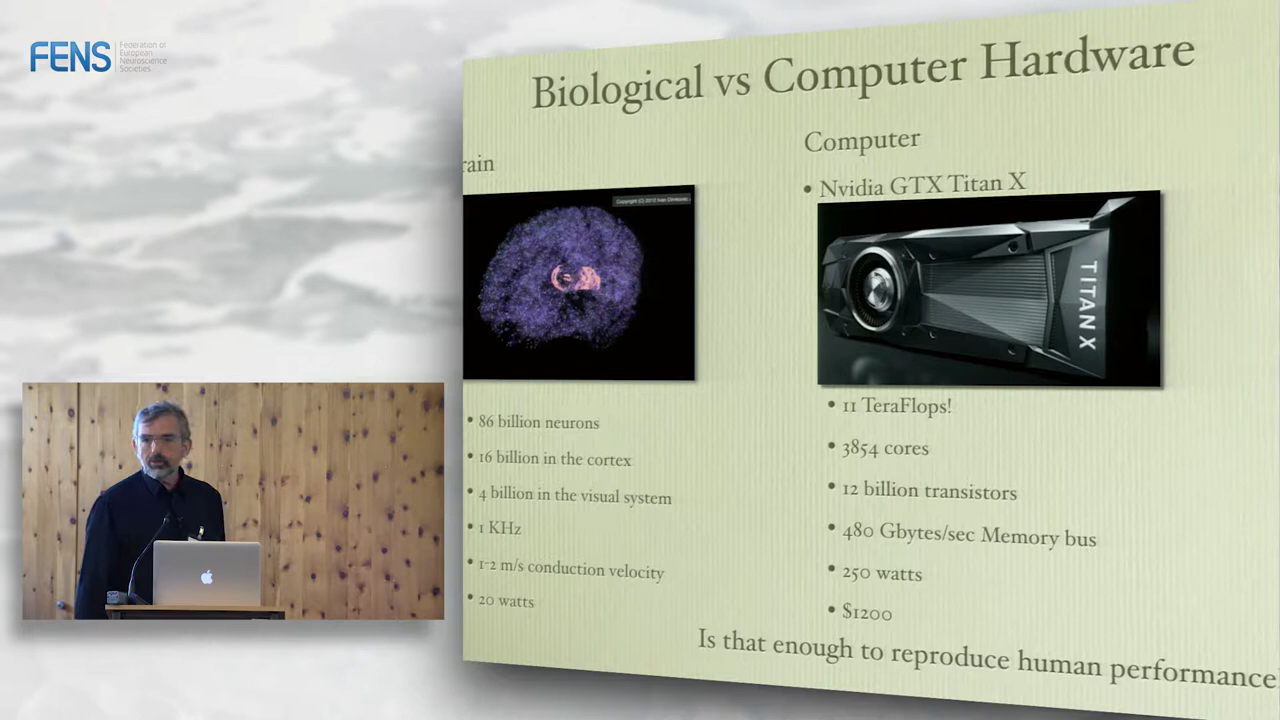 FENS
Federation of
European
Neuroscience
Societies
Biological vs Computer Hardware
rain
Computer
• Nvidia GTX Titan X
TITAN X
• 86 billion neurons
• 16 billion in the cortex
• 4 billion in the visual system
• 1 KHz
• 1-2 m/s conduction velocity
• 20 watts
• 11 TeraFlops!
• 3854 cores
• 12 billion transistors
• 480 Gbytes/sec Memory bus
• 250 watts
• $1200
Is that enough to reproduce human performance